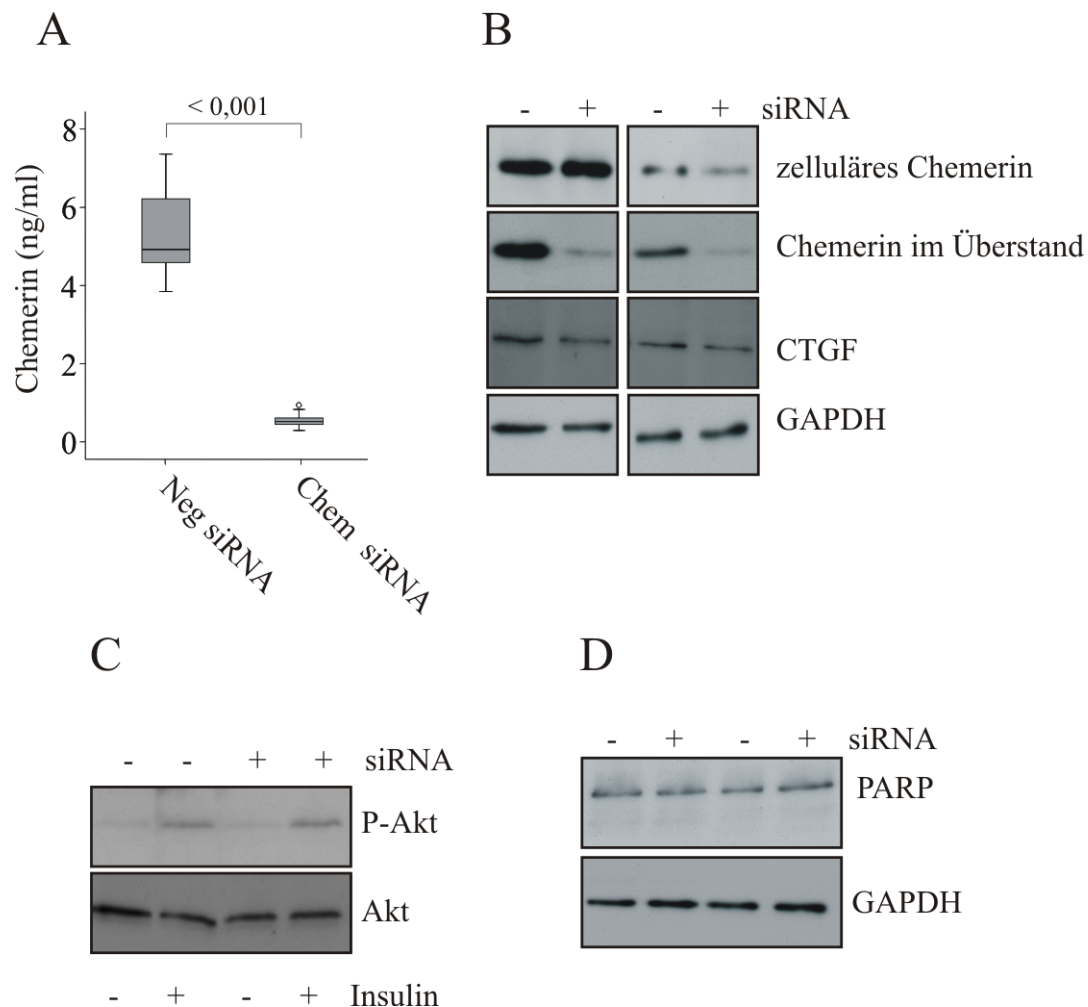 A
< 0,001
8
6
4
2
0
Chemerin (ng/ml)
Neg siRNA
Chem siRNA
B
- + - + siRNA
zelluläres Chemerin
Chemerin im Überstand
CTGF
GAPDH
C
- - + + siRNA
P-Akt
Akt
- + - + Insulin
D
- + - + siRNA
PARP
GAPDH